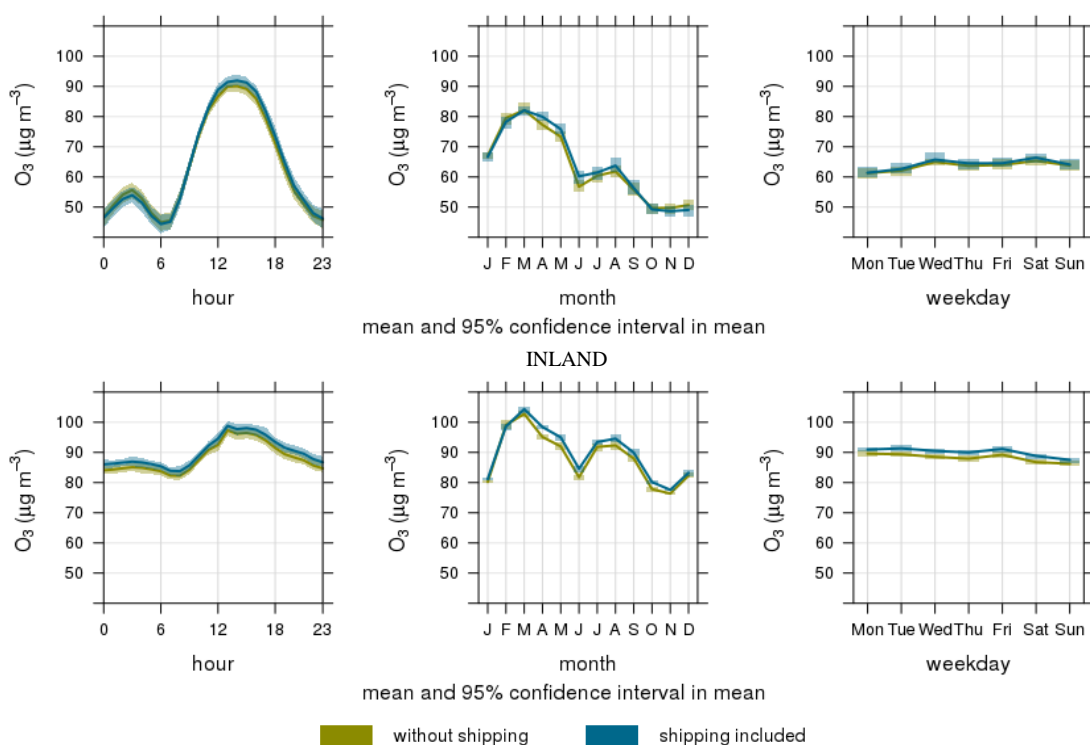 100
90
80
70
60
50
O₃ (µg m⁻³)
0 6 12 18 23
hour
100
90
80
70
60
50
O₃ (µg m⁻³)
J F M A M J J A S O N D
month
100
90
80
70
60
50
O₃ (µg m⁻³)
Mon Tue Wed Thu Fri Sat Sun
weekday
mean and 95% confidence interval in mean
INLAND
100
90
80
70
60
50
O₃ (µg m⁻³)
0 6 12 18 23
hour
100
90
80
70
60
50
O₃ (µg m⁻³)
J F M A M J J A S O N D
month
100
90
80
70
60
50
O₃ (µg m⁻³)
Mon Tue Wed Thu Fri Sat Sun
weekday
mean and 95% confidence interval in mean
without shipping shipping included